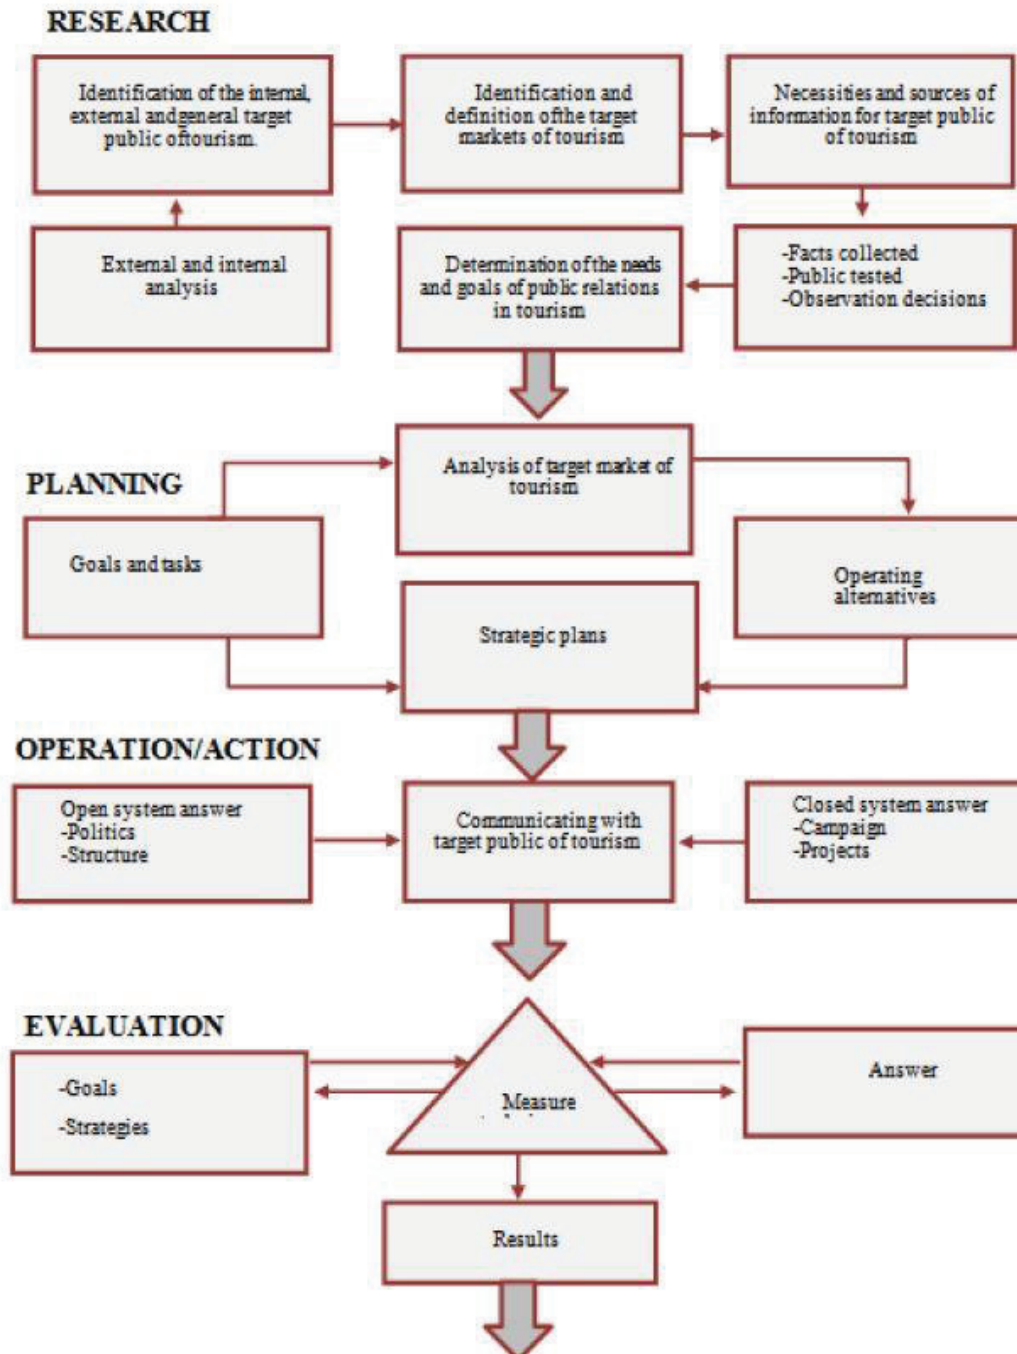 RESEARCH
Identification of the internal,
external andgeneral target
public oftourism.
Identification and
definition ofthe target
markets of tourism
Necessities and sources of
information for target public
of tourism
External and internal
analysis
Determination of the needs
and goals of public relations
in tourism
-Facts collected
-Public tested
-Observation decisions
PLANNING
Analysis of target market of
tourism
Goals and tasks
Operating
alternatives
Strategic plans
OPERATION/ACTION
Open system answer
-Politics
-Structure
Communicating with
target public of tourism
Closed system answer
-Campaign
-Projects
EVALUATION
-Goals
-Strategies
Measure
Answer
Results